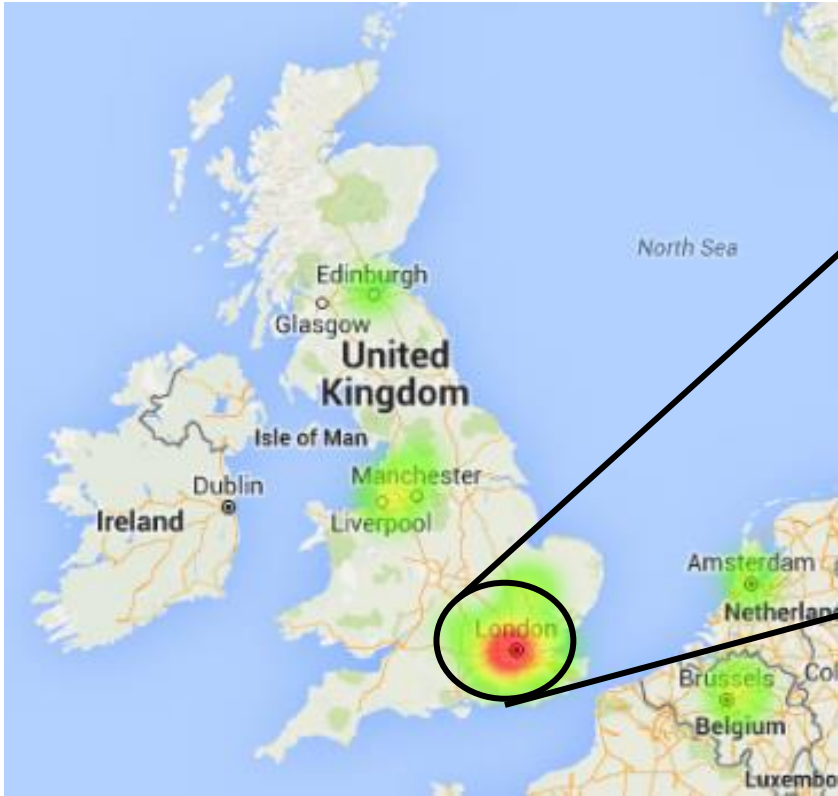 North Sea
Edinburgh
Glasgow
United
Kingdom
Isle of Man
Manchester
Dublin
Liverpool
Ireland
Amsterdam
Netherlan
London
Brussels
Col
Belgium
Luxembo